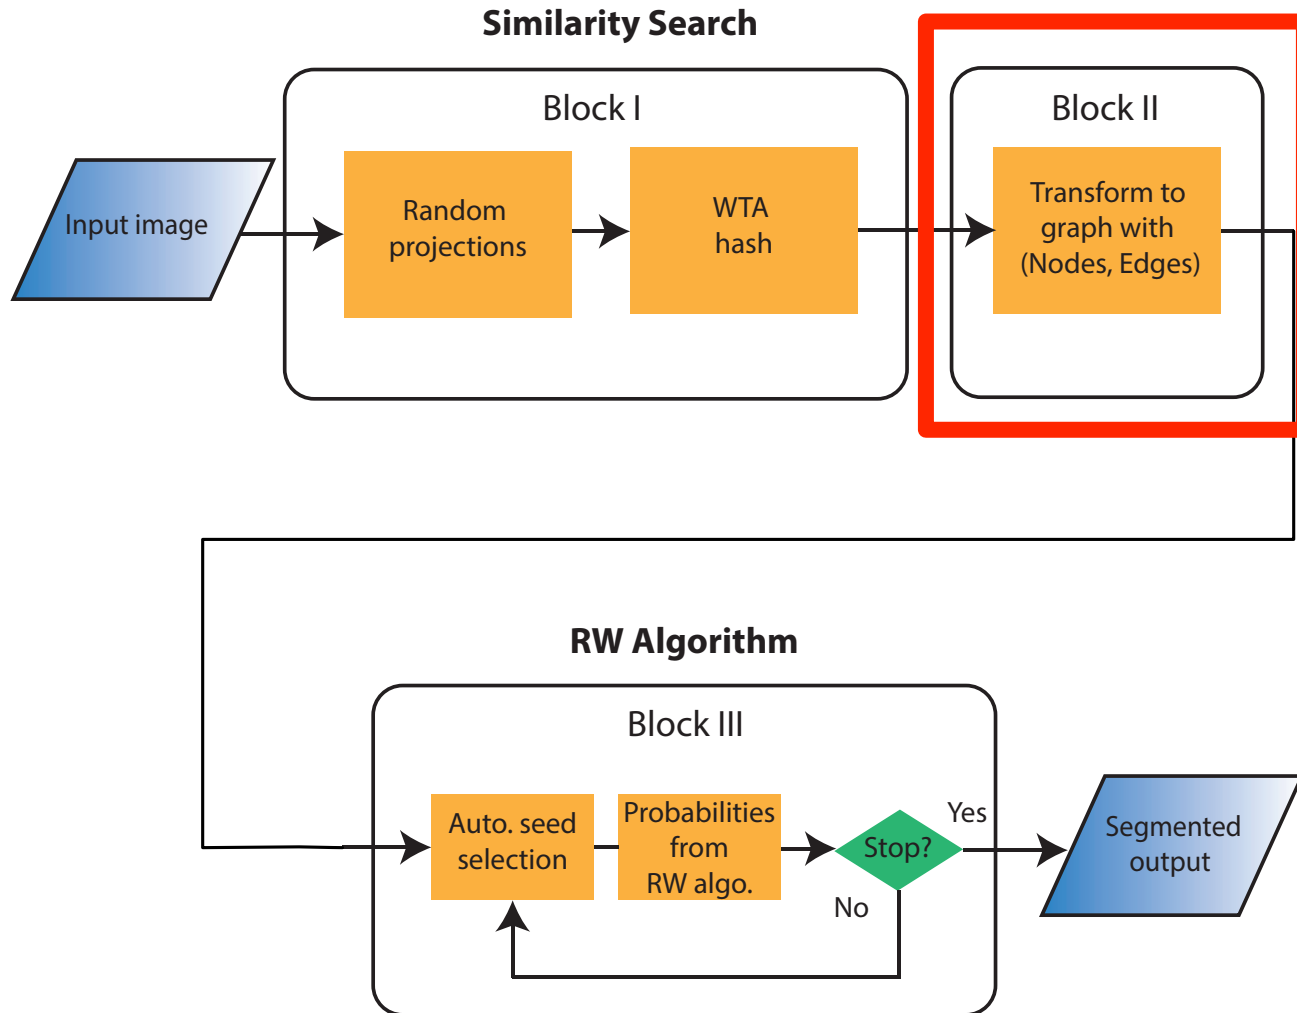 Similarity Search
Block I
Block II
Input image
Random
projections
WTA
hash
Transform to
graph with
(Nodes, Edges)
RW Algorithm
Block III
Auto. seed
selection
Probabilities
from
RW algo.
Stop?
Yes
No
Segmented
output